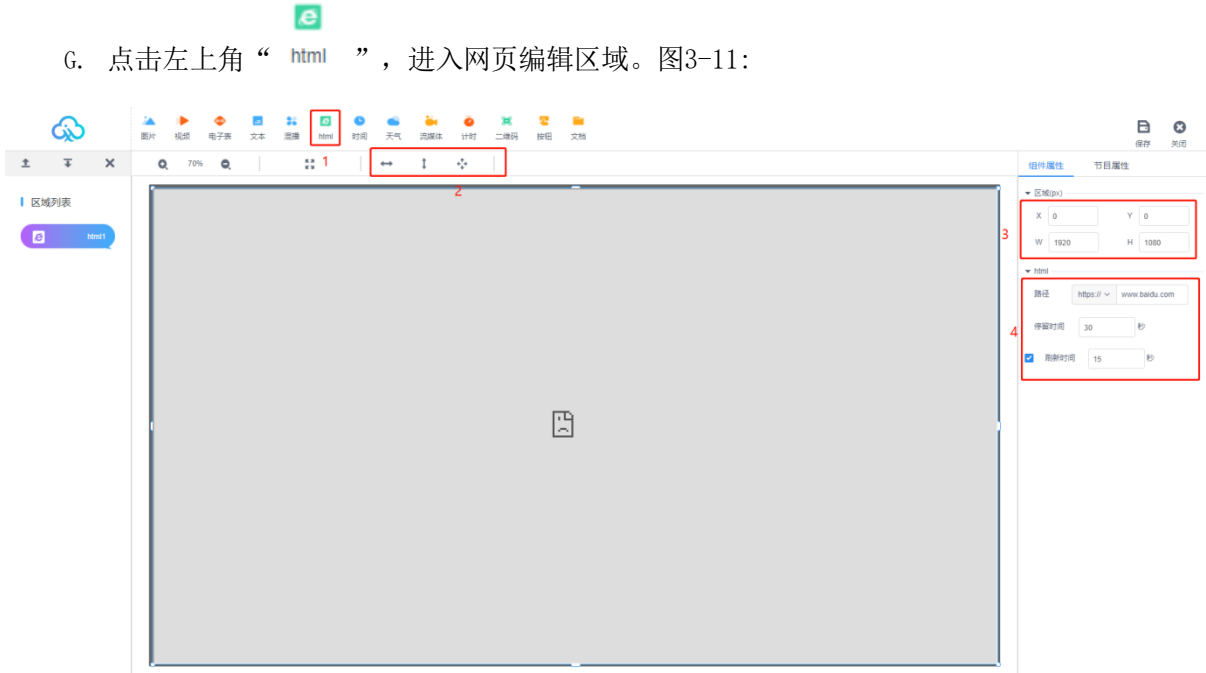 G. 点击左上角“ html ”，进入网页编辑区域。图3-11:
图片 视频 电子表 文本 混播 html 时间 天气 流媒体 计时 二维码 按钮 文档
保存 关闭
70% 1
2
组件属性 节目属性
区域列表
html1
区域(px)
3
X 0 Y 0
W 1920 H 1080
html
路径 https:// www.baidu.com
4
停留时间 30 秒
刷新时间 15 秒